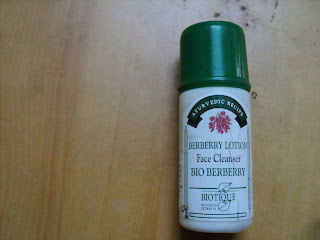 AYURVEDIC RECIPE
BERBERRY LOTION
Face Cleanser
BIO BERBERRY
BIOTIQUE